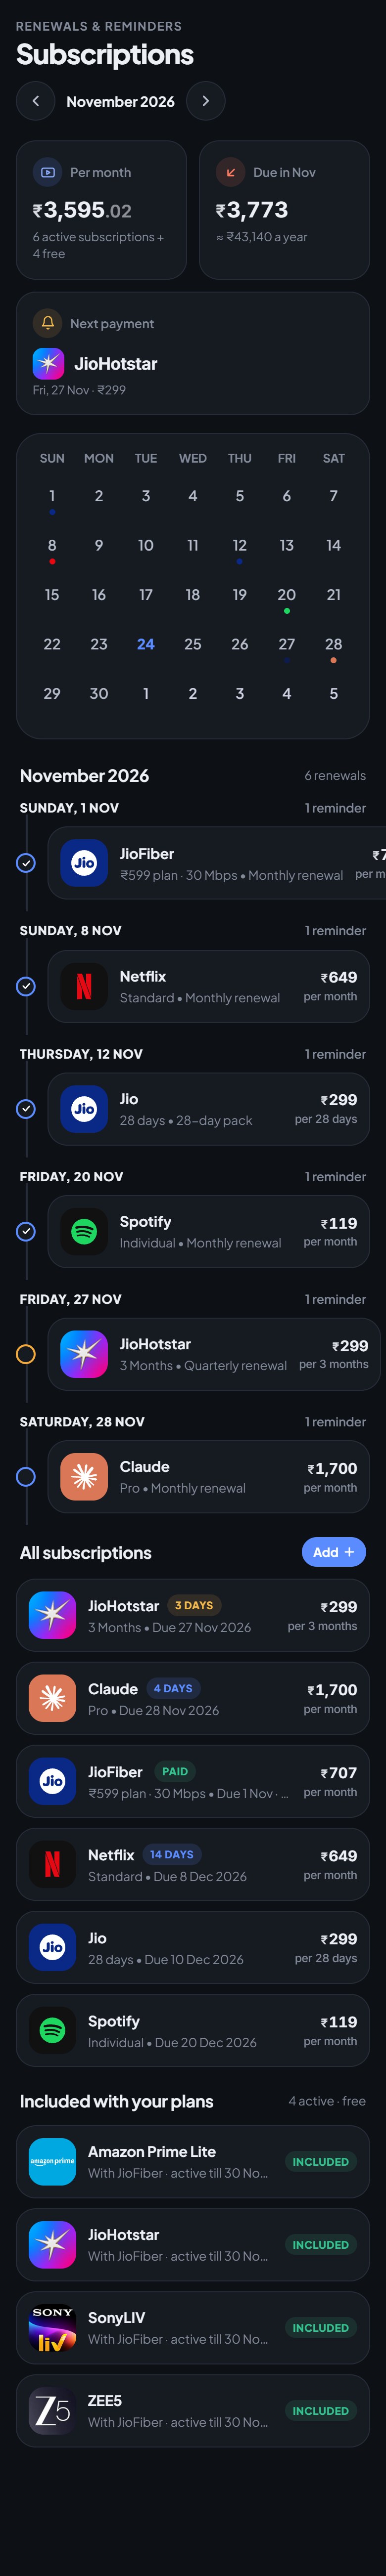 RENEWALS & REMINDERS
Subscriptions
November 2026
Per month
₹3,595.02
6 active subscriptions +
4 free
Due in Nov
₹3,773
≈ ₹43,140 a year
Next payment
JioHotstar
Fri, 27 Nov · ₹299
SUN MON TUE WED THU FRI SAT
1 2 3 4 5 6 7
8 9 10 11 12 13 14
15 16 17 18 19 20 21
22 23 24 25 26 27 28
29 30 1 2 3 4 5
November 2026 6 renewals
SUNDAY, 1 NOV 1 reminder
Jio
JioFiber
₹599 plan · 30 Mbps • Monthly renewal
₹7
per m
SUNDAY, 8 NOV 1 reminder
N
Netflix ₹649
Standard • Monthly renewal per month
THURSDAY, 12 NOV 1 reminder
Jio
Jio ₹299
28 days • 28-day pack per 28 days
FRIDAY, 20 NOV 1 reminder
Spotify ₹119
Individual • Monthly renewal per month
FRIDAY, 27 NOV 1 reminder
JioHotstar ₹299
3 Months • Quarterly renewal per 3 months
SATURDAY, 28 NOV 1 reminder
Claude ₹1,700
Pro • Monthly renewal per month
All subscriptions Add +
JioHotstar 3 DAYS ₹299
3 Months • Due 27 Nov 2026 per 3 months
Claude 4 DAYS ₹1,700
Pro • Due 28 Nov 2026 per month
Jio
JioFiber PAID ₹707
₹599 plan · 30 Mbps • Due 1 Nov · ... per month
N
Netflix 14 DAYS ₹649
Standard • Due 8 Dec 2026 per month
Jio
Jio ₹299
28 days • Due 10 Dec 2026 per 28 days
Spotify ₹119
Individual • Due 20 Dec 2026 per month
Included with your plans 4 active · free
amazon prime
Amazon Prime Lite INCLUDED
With JioFiber · active till 30 No...
JioHotstar INCLUDED
With JioFiber · active till 30 No...
SONY
liv
SonyLIV INCLUDED
With JioFiber · active till 30 No...
Z5
ZEE5 INCLUDED
With JioFiber · active till 30 No...